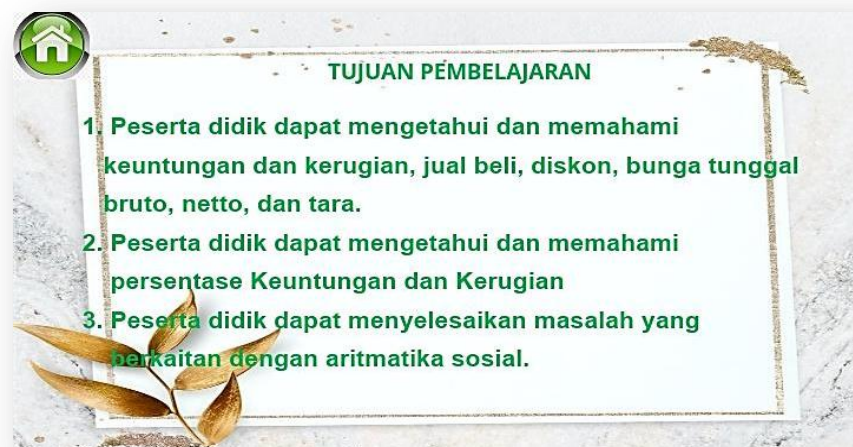 TUJUAN PEMBELAJARAN
1. Peserta didik dapat mengetahui dan memahami
keuntungan dan kerugian, jual beli, diskon, bunga tunggal
bruto, netto, dan tara.
2. Peserta didik dapat mengetahui dan memahami
persentase Keuntungan dan Kerugian
3. Peserta didik dapat menyelesaikan masalah yang
berkaitan dengan aritmatika sosial.